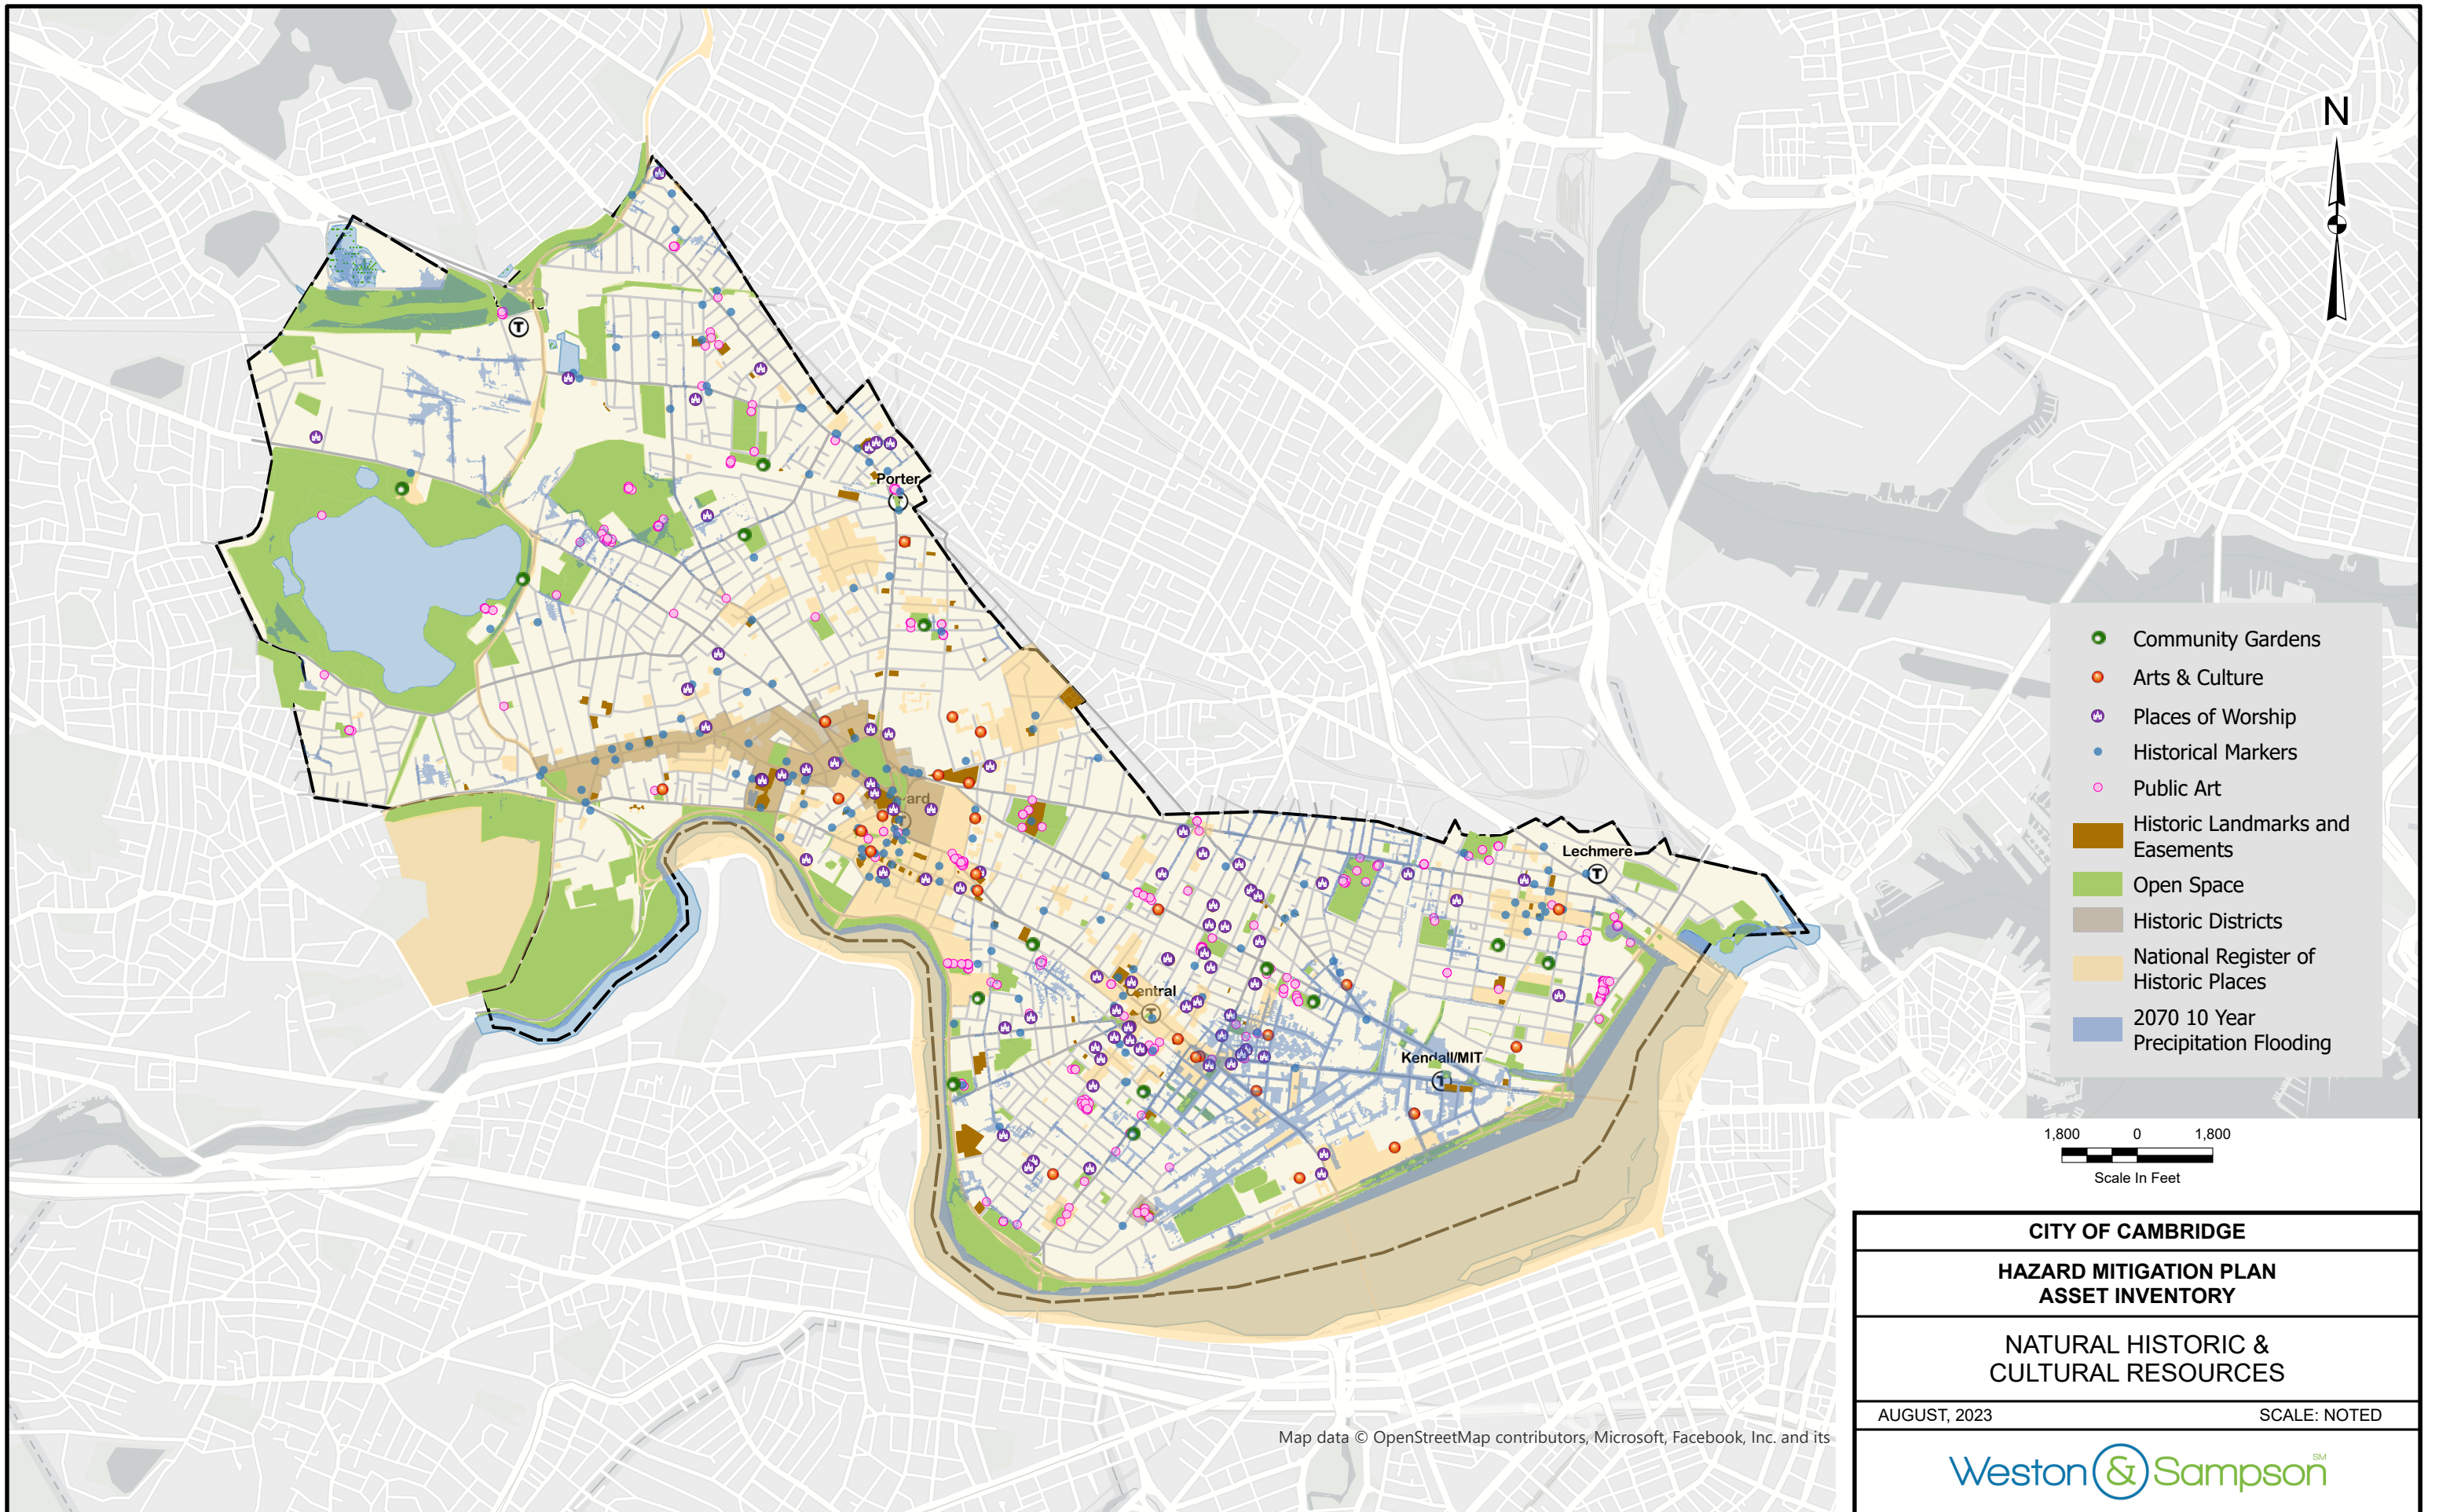 N
Porter
Lechmere
Central
Kendall/MIT
Community Gardens
Arts & Culture
Places of Worship
Historical Markers
Public Art
Historic Landmarks and
Easements
Open Space
Historic Districts
National Register of
Historic Places
2070 10 Year
Precipitation Flooding
1,800 0 1,800
Scale In Feet
CITY OF CAMBRIDGE
HAZARD MITIGATION PLAN
ASSET INVENTORY
NATURAL HISTORIC &
CULTURAL RESOURCES
AUGUST, 2023 SCALE: NOTED
Weston & Sampson SM
Map data © OpenStreetMap contributors, Microsoft, Facebook, Inc. and its